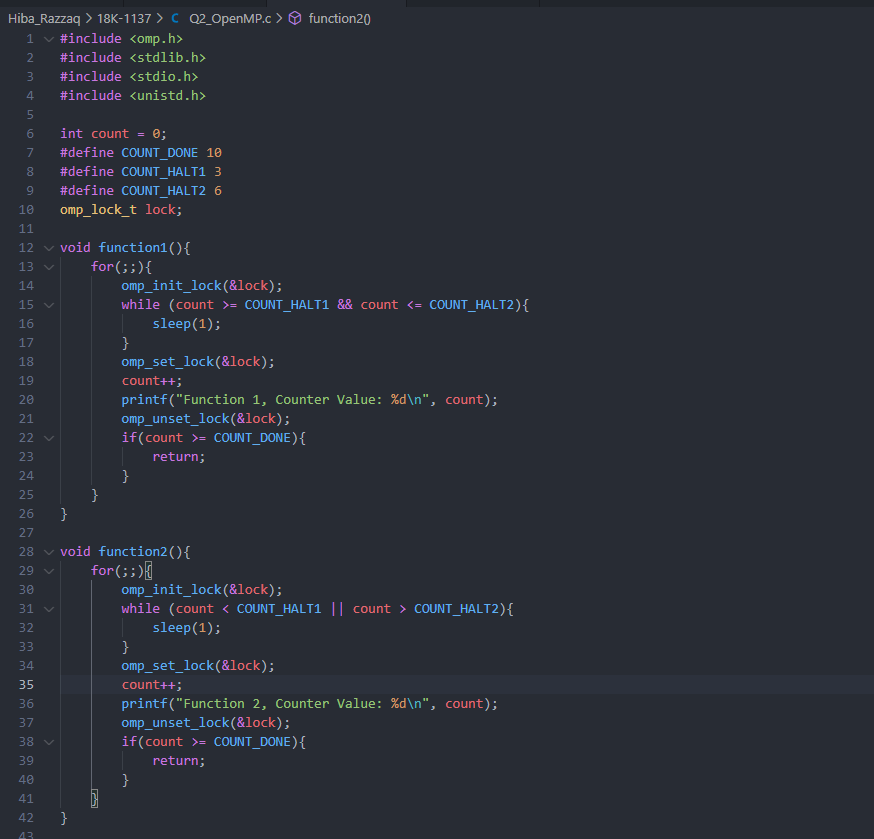 Hiba_Razzaq > 18K-1137 > C Q2_OpenMP.c > function2()
1 #include <omp.h>
2 #include <stdlib.h>
3 #include <stdio.h>
4 #include <unistd.h>
5
6 int count = 0;
7 #define COUNT_DONE 10
8 #define COUNT_HALT1 3
9 #define COUNT_HALT2 6
10 omp_lock_t lock;
11
12 void function1(){
13     for(;;){
14         omp_init_lock(&lock);
15         while (count >= COUNT_HALT1 && count <= COUNT_HALT2){
16             sleep(1);
17         }
18         omp_set_lock(&lock);
19         count++;
20         printf("Function 1, Counter Value: %d\n", count);
21         omp_unset_lock(&lock);
22         if(count >= COUNT_DONE){
23             return;
24         }
25     }
26 }
27
28 void function2(){
29     for(;;){
30         omp_init_lock(&lock);
31         while (count < COUNT_HALT1 || count > COUNT_HALT2){
32             sleep(1);
33         }
34         omp_set_lock(&lock);
35         count++;
36         printf("Function 2, Counter Value: %d\n", count);
37         omp_unset_lock(&lock);
38         if(count >= COUNT_DONE){
39             return;
40         }
41     }
42 }
43